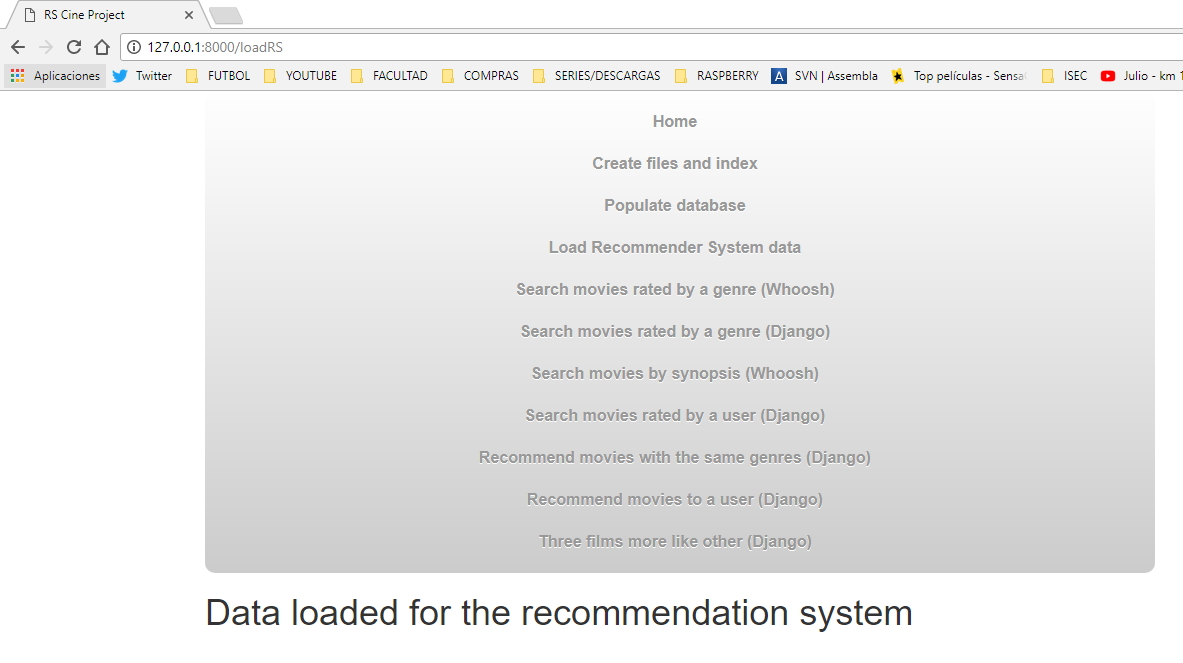 RS Cine Project
127.0.0.1:8000/loadRS
Aplicaciones Twitter FUTBOL YOUTUBE FACULTAD COMPRAS SERIES/DESCARGAS RASPBERRY SVN | Assembla Top películas - Sensa ISEC Julio - km 1
Home
Create files and index
Populate database
Load Recommender System data
Search movies rated by a genre (Whoosh)
Search movies rated by a genre (Django)
Search movies by synopsis (Whoosh)
Search movies rated by a user (Django)
Recommend movies with the same genres (Django)
Recommend movies to a user (Django)
Three films more like other (Django)
Data loaded for the recommendation system